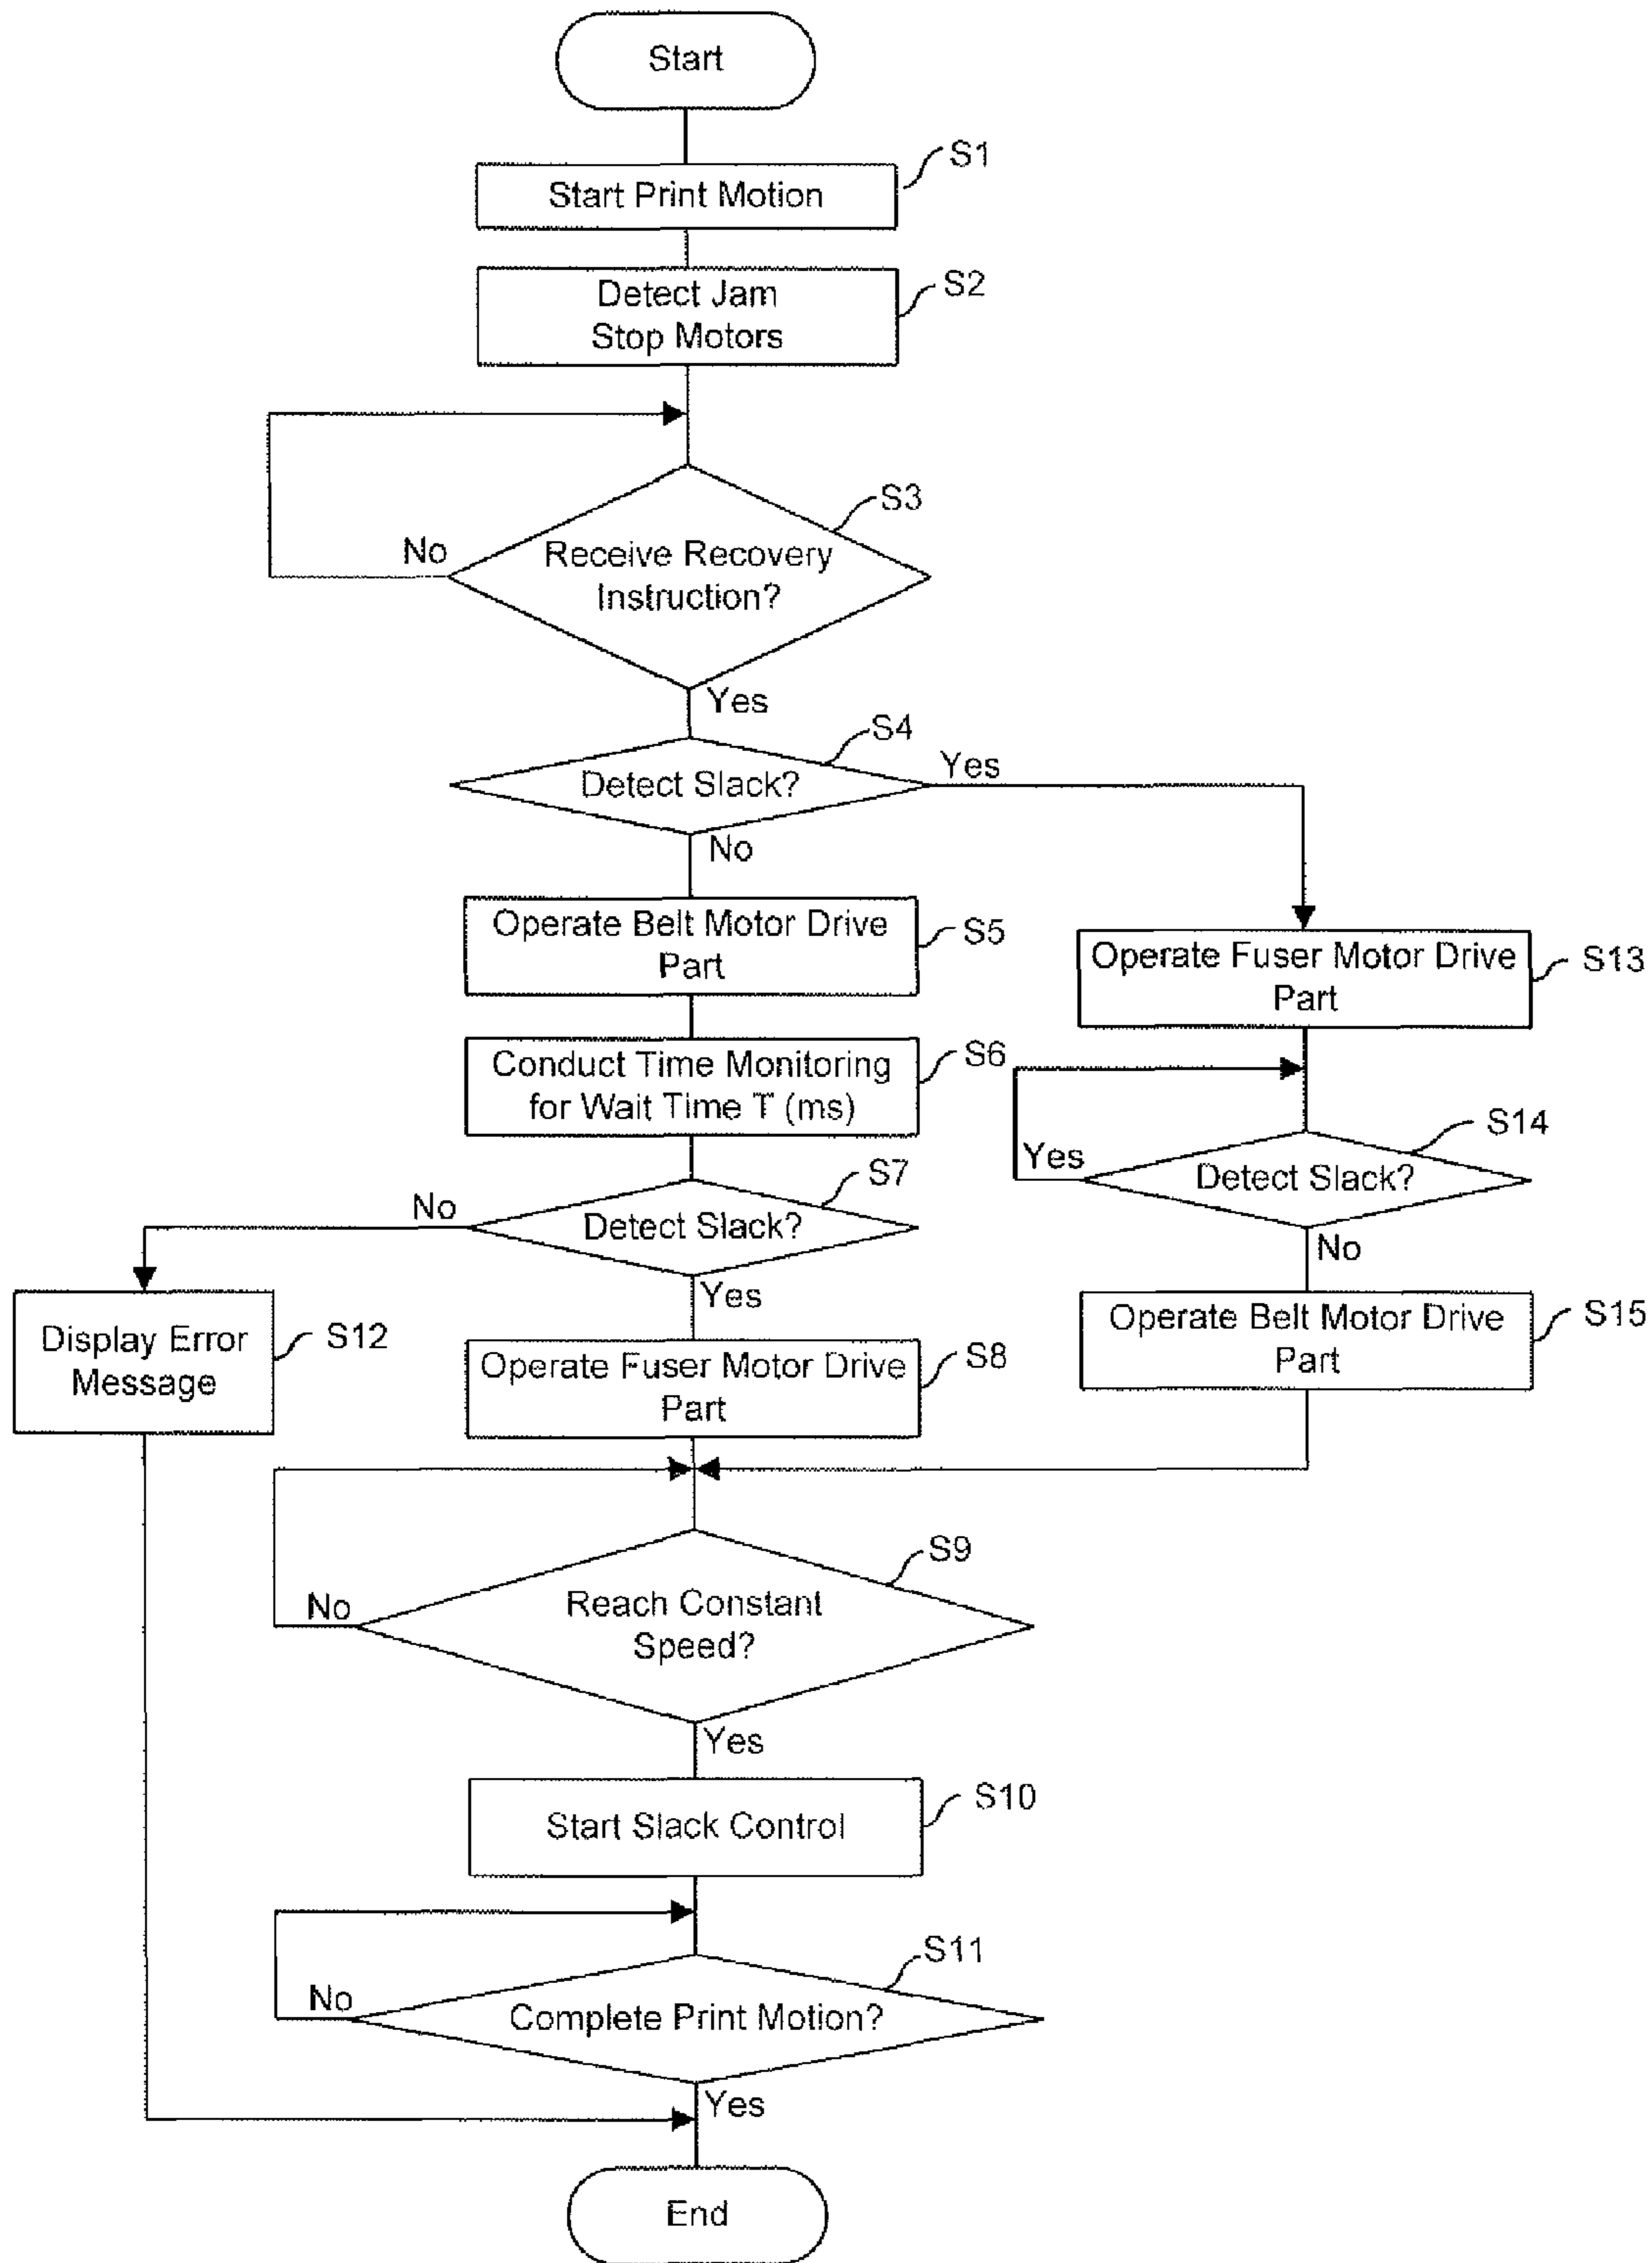 Start
S1
Start Print Motion
S2
Detect Jam
Stop Motors
S3
No
Receive Recovery
Instruction?
Yes
S4
Yes
Detect Slack?
No
Operate Belt Motor Drive
Part
S5
Operate Fuser Motor Drive
Part
S13
Conduct Time Monitoring
for Wait Time T (ms)
S6
S14
Yes
Detect Slack?
S7
No
Detect Slack?
No
Yes
Operate Belt Motor Drive
Part
S15
Display Error
Message
S12
Operate Fuser Motor Drive
Part
S8
S9
No
Reach Constant
Speed?
Yes
S10
Start Slack Control
S11
No
Complete Print Motion?
Yes
End